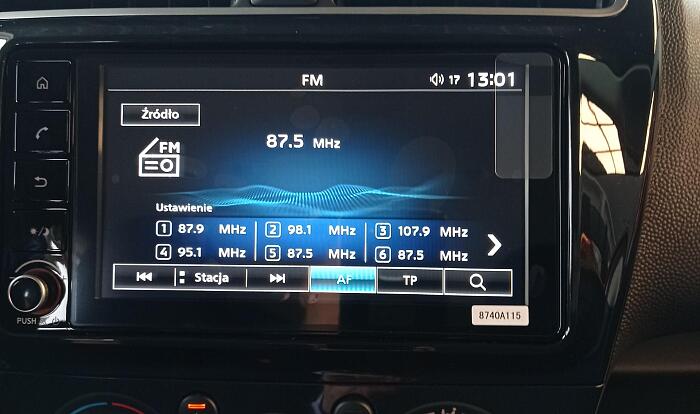 FM 17 13:01
Źródło
FM
87.5 MHz
Ustawienie
1 87.9 MHz 2 98.1 MHz 3 107.9 MHz
4 95.1 MHz 5 87.5 MHz 6 87.5 MHz
Stacja AF TP
PUSH
8740A115